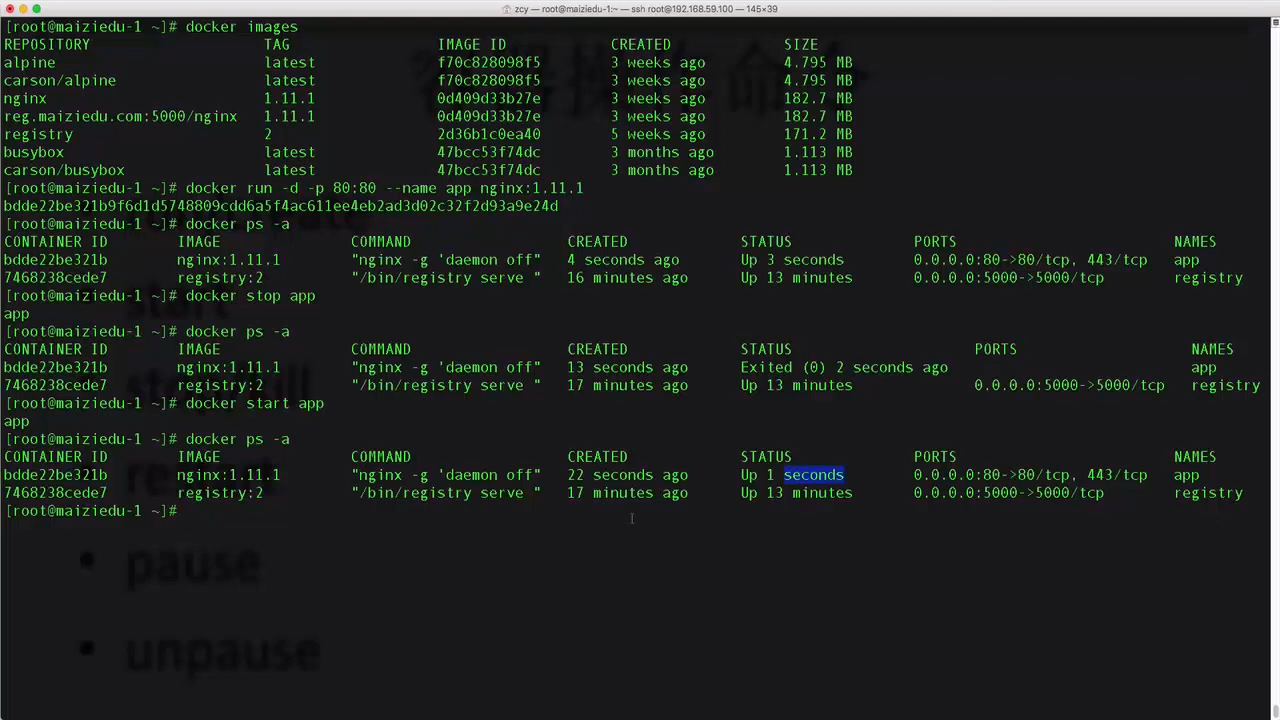 zcy — root@maiziedu-1:~ — ssh root@192.168.59.100 — 145×39
[root@maiziedu-1 ~]# docker images
REPOSITORY TAG IMAGE ID CREATED SIZE
alpine latest f70c828098f5 3 weeks ago 4.795 MB
carson/alpine latest f70c828098f5 3 weeks ago 4.795 MB
nginx 1.11.1 0d409d33b27e 3 weeks ago 182.7 MB
reg.maiziedu.com:5000/nginx 1.11.1 0d409d33b27e 3 weeks ago 182.7 MB
registry 2 2d36b1c0ea40 5 weeks ago 171.2 MB
busybox latest 47bcc53f74dc 3 months ago 1.113 MB
carson/busybox latest 47bcc53f74dc 3 months ago 1.113 MB
[root@maiziedu-1 ~]# docker run -d -p 80:80 --name app nginx:1.11.1
bdde22be321b9f6d1d5748809cdd6a5f4ac611ee4eb2ad3d02c32f2d93a9e24d
[root@maiziedu-1 ~]# docker ps -a
CONTAINER ID IMAGE COMMAND CREATED STATUS PORTS NAMES
bdde22be321b nginx:1.11.1 "nginx -g 'daemon off" 4 seconds ago Up 3 seconds 0.0.0.0:80->80/tcp, 443/tcp app
7468238cede7 registry:2 "/bin/registry serve " 16 minutes ago Up 13 minutes 0.0.0.0:5000->5000/tcp registry
[root@maiziedu-1 ~]# docker stop app
app
[root@maiziedu-1 ~]# docker ps -a
CONTAINER ID IMAGE COMMAND CREATED STATUS PORTS NAMES
bdde22be321b nginx:1.11.1 "nginx -g 'daemon off" 13 seconds ago Exited (0) 2 seconds ago app
7468238cede7 registry:2 "/bin/registry serve " 17 minutes ago Up 13 minutes 0.0.0.0:5000->5000/tcp registry
[root@maiziedu-1 ~]# docker start app
app
[root@maiziedu-1 ~]# docker ps -a
CONTAINER ID IMAGE COMMAND CREATED STATUS PORTS NAMES
bdde22be321b nginx:1.11.1 "nginx -g 'daemon off" 22 seconds ago Up 1 seconds 0.0.0.0:80->80/tcp, 443/tcp app
7468238cede7 registry:2 "/bin/registry serve " 17 minutes ago Up 13 minutes 0.0.0.0:5000->5000/tcp registry
[root@maiziedu-1 ~]#
• pause
• unpause